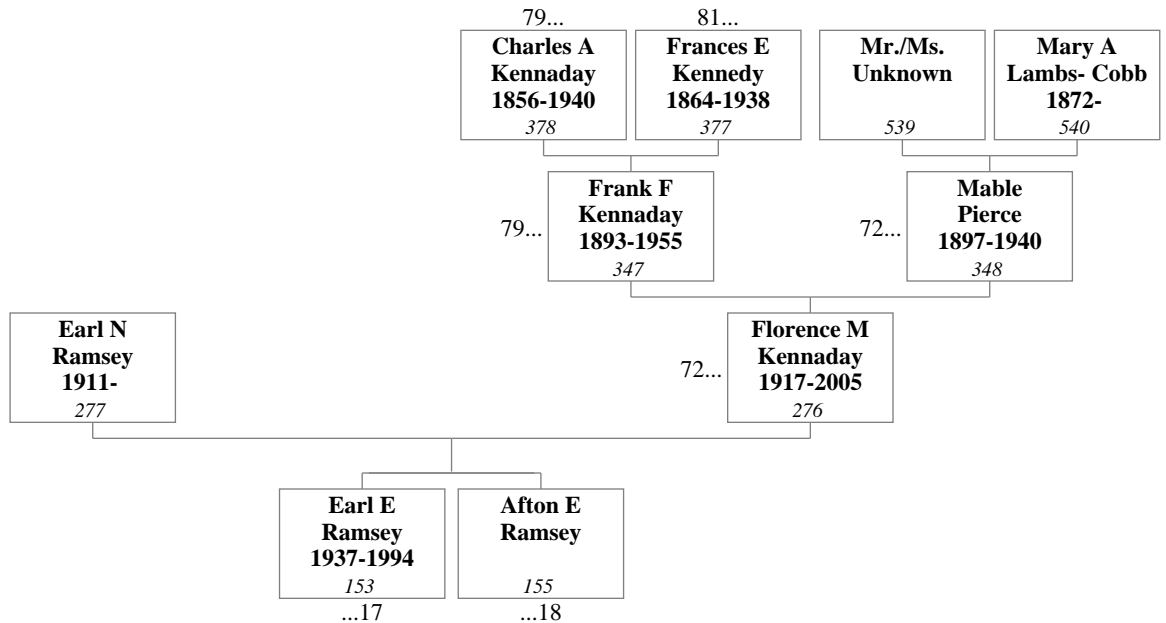 79...
81...
Charles A
Kennaday
1856-1940
378
Frances E
Kennedy
1864-1938
377
Mr./Ms.
Unknown
539
Mary A
Lambs- Cobb
1872-
540
79...
Frank F
Kennaday
1893-1955
347
72...
Mable
Pierce
1897-1940
348
Earl N
Ramsey
1911-
277
72...
Florence M
Kennaday
1917-2005
276
Earl E
Ramsey
1937-1994
153
...17
Afton E
Ramsey
155
...18